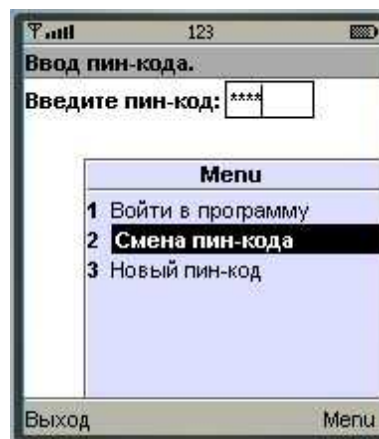 123
Ввод пин-кода.
Введите пин-код: ****
Menu
1 Войти в программу
2 Смена пин-кода
3 Новый пин-код
Выход Menu